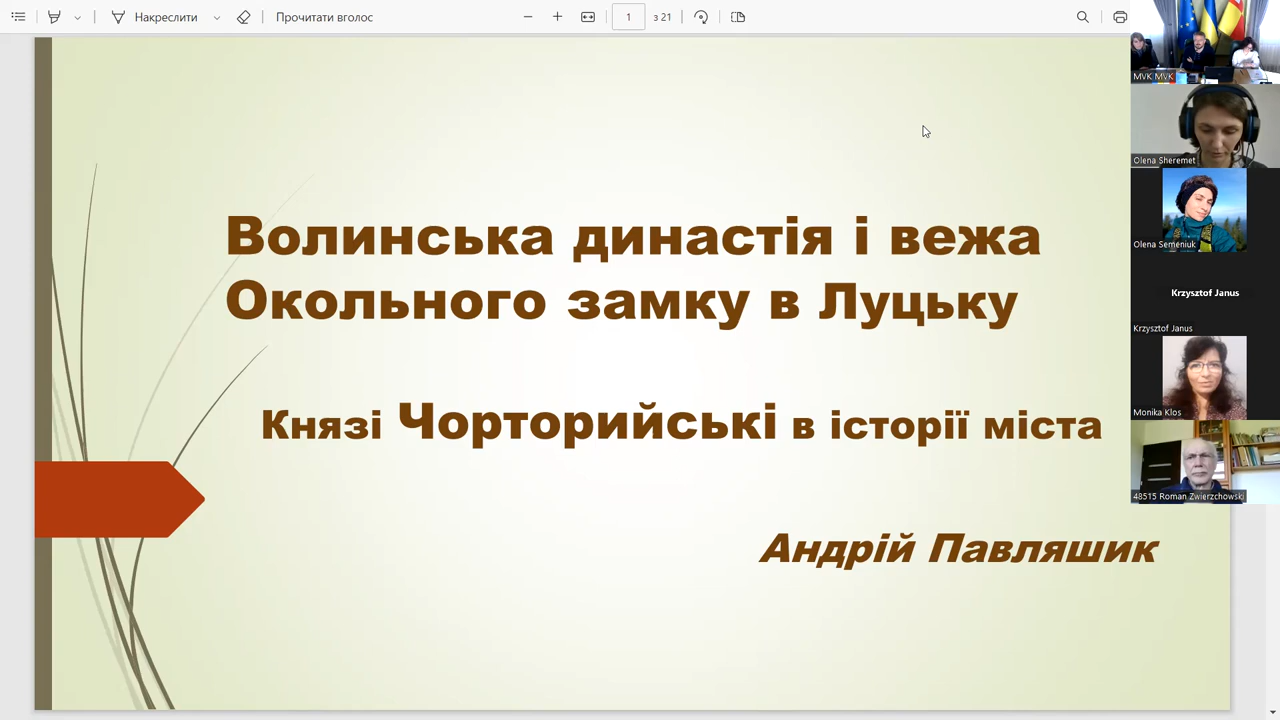 Накреслити
Прочитати вголос
1
з 21
Волинська династія і вежа
Окольного замку в Луцьку
Князі Чорторийські в історії міста
Андрій Павляшик
MVK MVK
Olena Sheremet
Olena Semeniuk
Krzysztof Janus
Krzysztof Janus
Monika Klos
48515 Roman Zwierzchowski